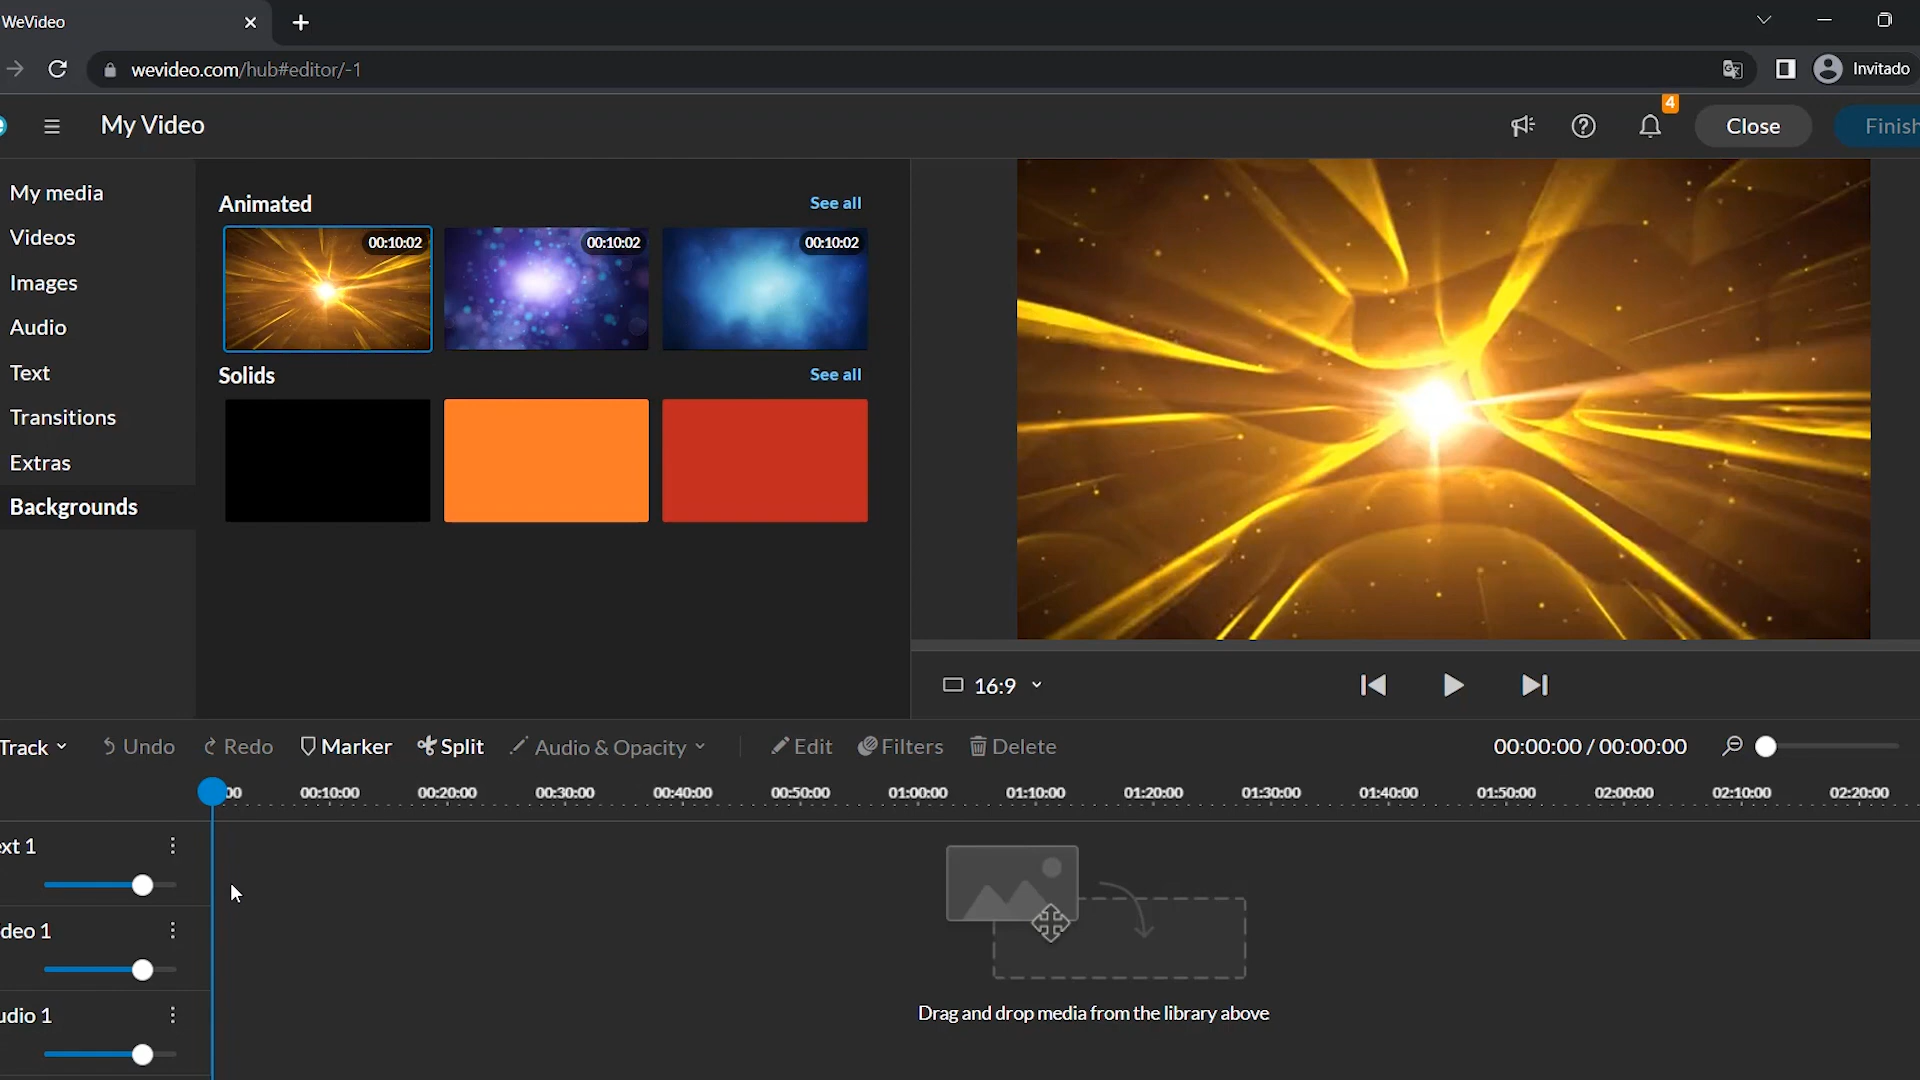 WeVideo
wevideo.com/hub#editor/-1
Invitado
4
My Video
Close
Finish
My media
Videos
Images
Audio
Text
Transitions
Extras
Backgrounds
Animated
See all
00:10:02
00:10:02
00:10:02
Solids
See all
16:9
Track
Undo
Redo
Marker
Split
Audio & Opacity
Edit
Filters
Delete
00:00:00 / 00:00:00
00
00:10:00
00:20:00
00:30:00
00:40:00
00:50:00
01:00:00
01:10:00
01:20:00
01:30:00
01:40:00
01:50:00
02:00:00
02:10:00
02:20:00
ext 1
deo 1
udio 1
Drag and drop media from the library above